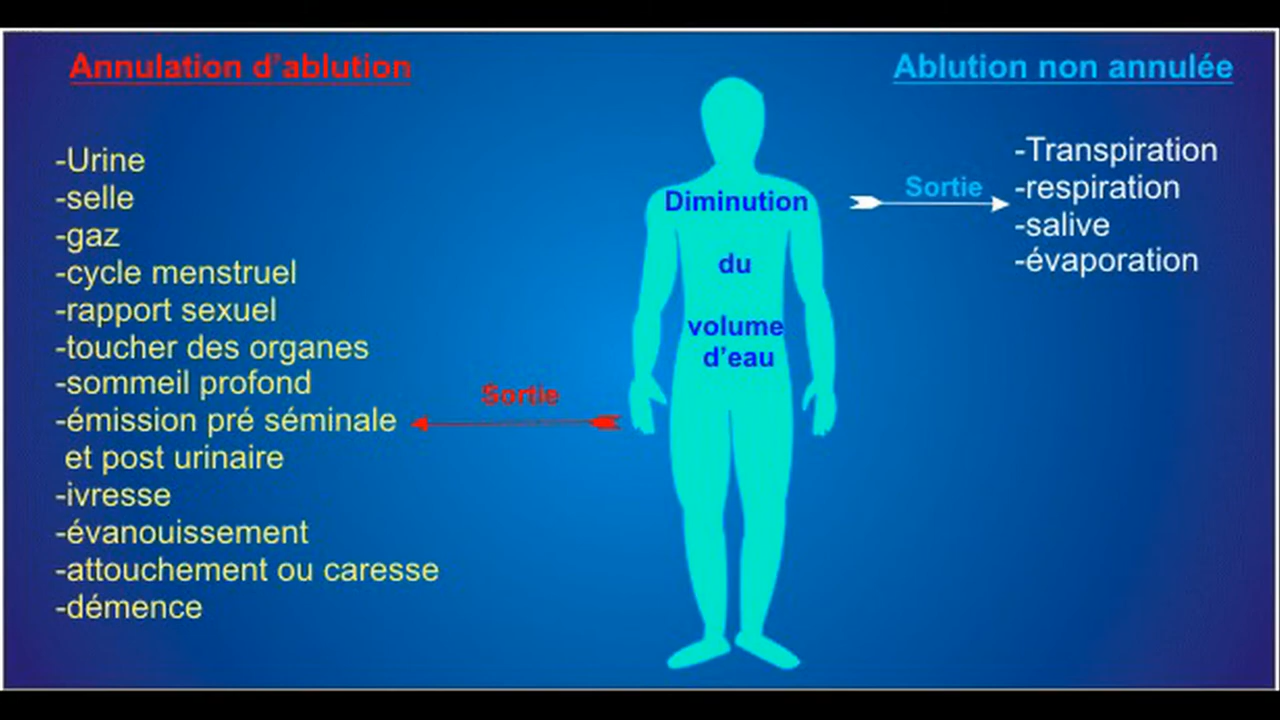 Annulation d'ablution
-Urine
-selle
-gaz
-cycle menstruel
-rapport sexuel
-toucher des organes
-sommeil profond
-émission pré séminale
et post urinaire
-ivresse
-évanouissement
-attouchement ou caresse
-démence
Sortie
Diminution
du
volume
d'eau
Ablution non annulée
Sortie
-Transpiration
-respiration
-salive
-évaporation